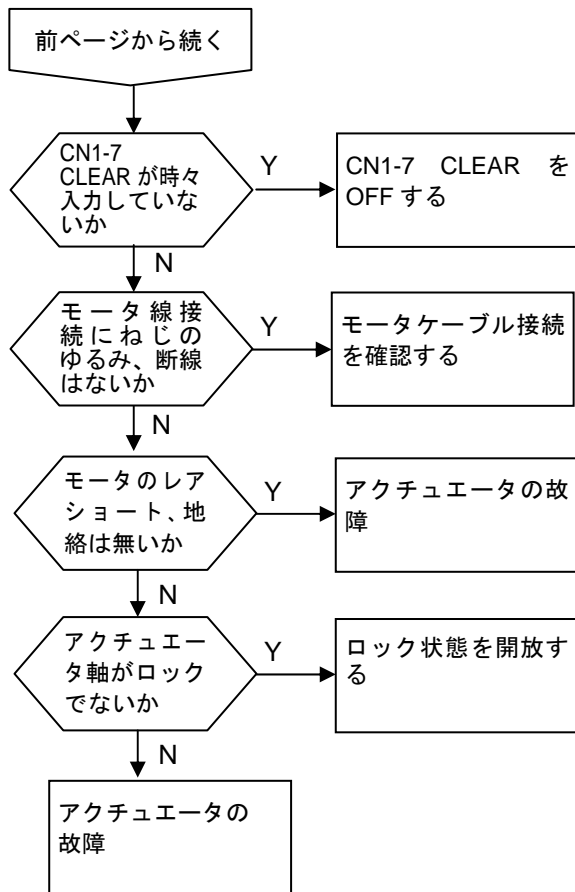 前ページから続く
CN1-7
CLEAR が時々
入力していな
いか
Y
CN1-7 CLEAR を
OFF する
N
モータ線接
続にねじの
ゆるみ、断線
はないか
Y
モータケーブル接続
を確認する
N
モータのレア
ショート、地
絡は無いか
Y
アクチュエータの故
障
N
アクチュエー
タ軸がロック
でないか
Y
ロック状態を開放す
る
N
アクチュエータの
故障